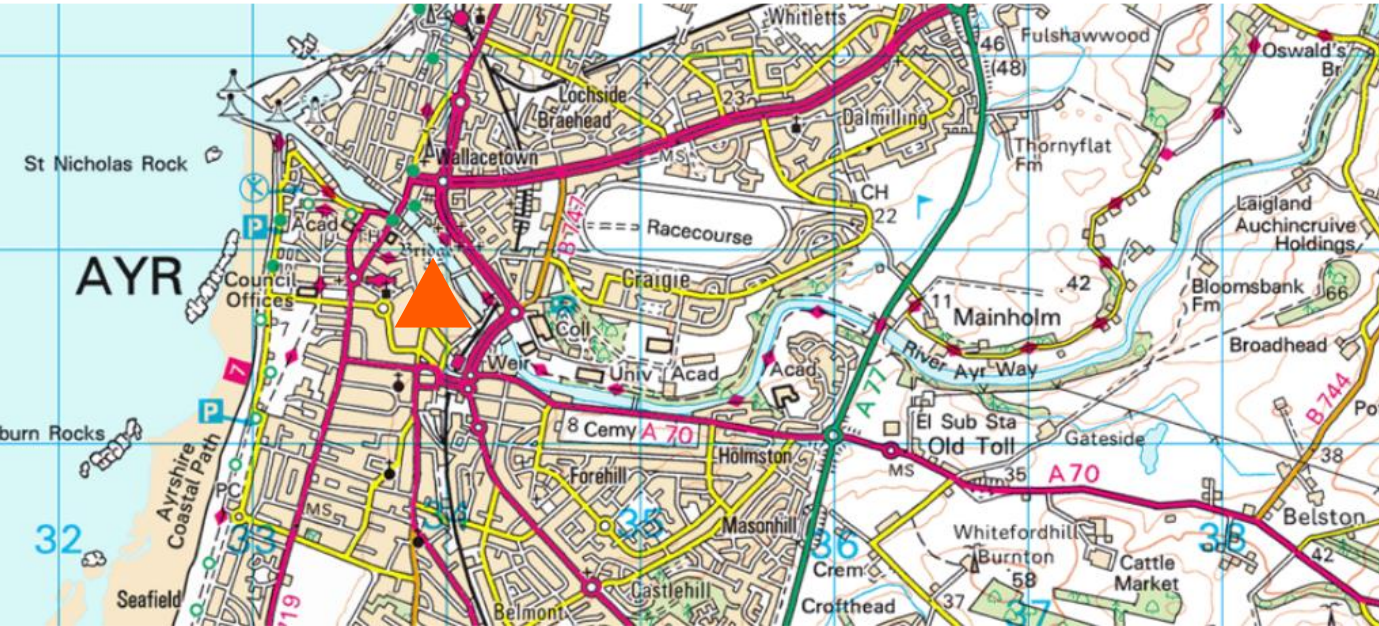 Whitletts
46
(48)
Fulshawwood
Oswald's
Br
Lochside
Braehead
23
Dalmilling
Thornyflat
Fm
Wallacetown
MS
St Nicholas Rock
CH
22
Laigland
Auchincruive
Holdings
P
Acad
B 747
Racecourse
Bridge
AYR
Council
Offices
Craigie
42
Bloomsbank
Fm
66
11
Mainholm
7
Coll
Broadhead
Weir
River Ayr Way
7
Univ
Acad
Acad
A 77
B 744
P
burn Rocks
8
Cemy
A 70
El Sub Sta
Old Toll
Gateside
Holmston
MS
35
A 70
38
Ayrshire
Coastal Path
PC
17
Forehill
MS
32
33
34
35
Masonhill
36
Whitefordhill
Burnton
38
Belston
42
Crem
58
Cattle
Market
Seafield
719
Belmont
Castlehill
Crofthead
37
37